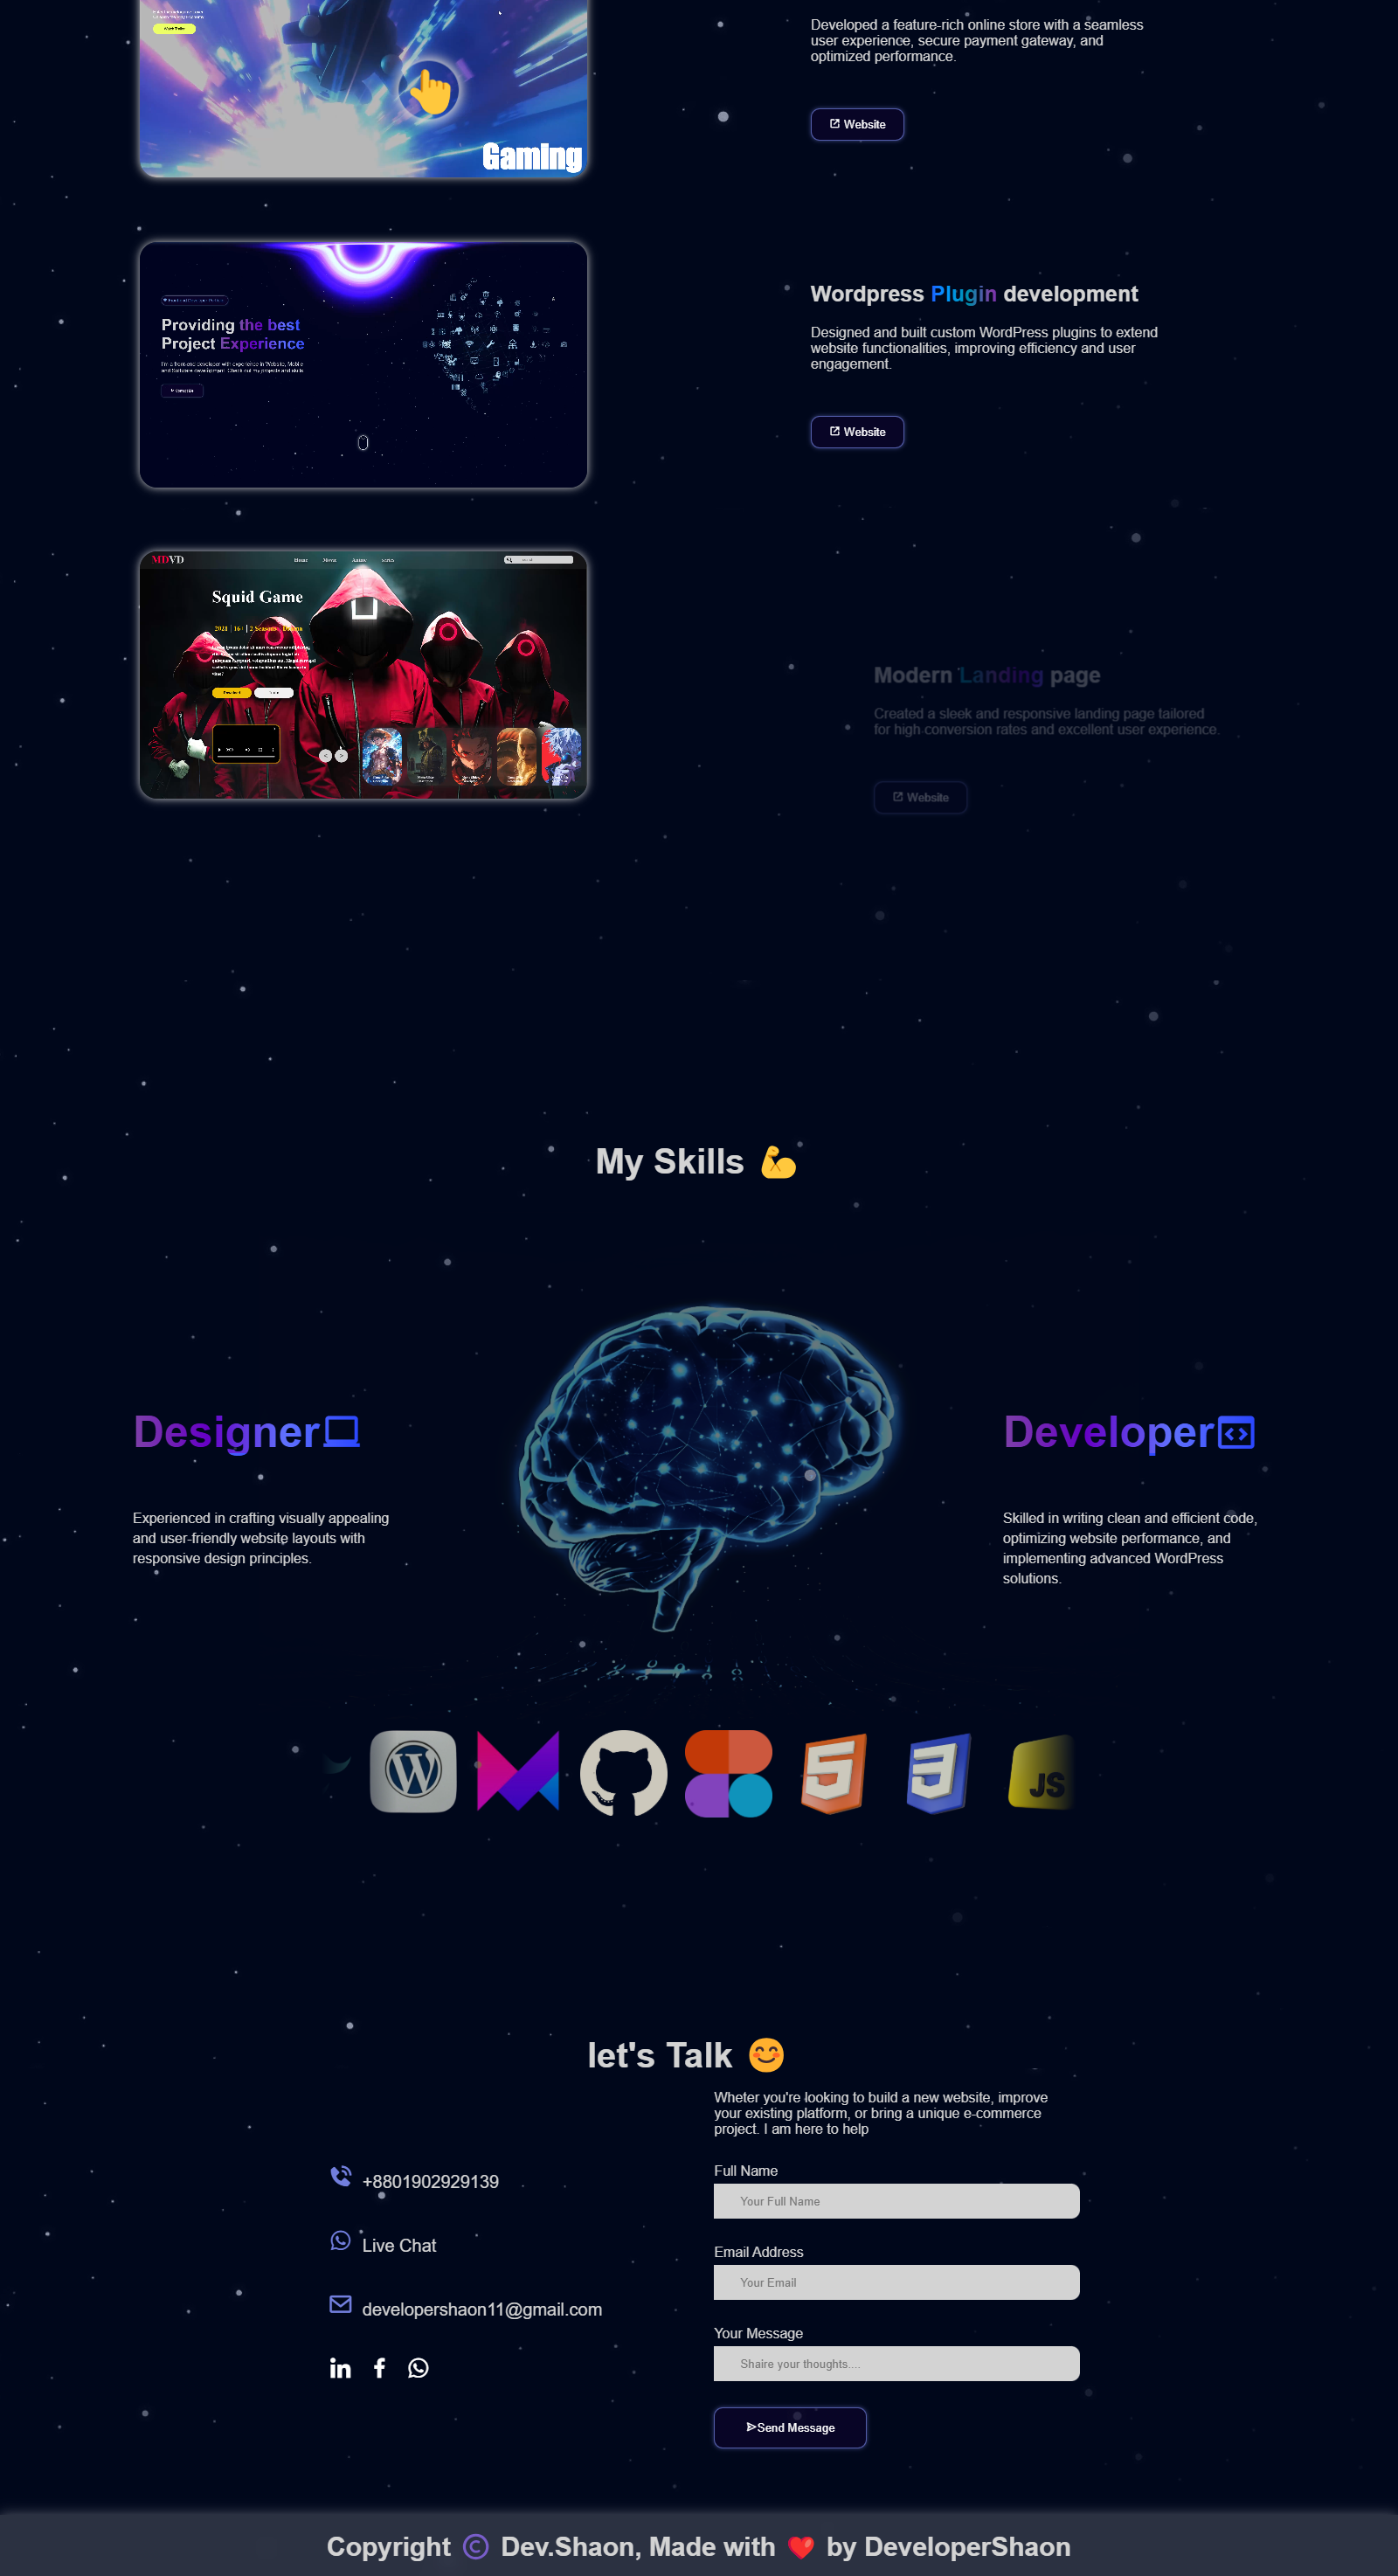 Developed a feature-rich online store with a seamless
user experience, secure payment gateway, and
optimized performance.
Website
Gaming
Providing the best
Project Experience
Wordpress Plugin development
Designed and built custom WordPress plugins to extend
website functionalities, improving efficiency and user
engagement.
Website
MDVD
Squid Game
Modern Landing page
Created a sleek and responsive landing page tailored
for high conversion rates and excellent user experience.
Website
My Skills 💪
Designer
Experienced in crafting visually appealing
and user-friendly website layouts with
responsive design principles.
Developer
Skilled in writing clean and efficient code,
optimizing website performance, and
implementing advanced WordPress
solutions.
JS
let's Talk 😊
Wheter you're looking to build a new website, improve
your existing platform, or bring a unique e-commerce
project. I am here to help
+8801902929139
Live Chat
developershaon11@gmail.com
Full Name
Your Full Name
Email Address
Your Email
Your Message
Shaire your thoughts....
Send Message
Copyright © Dev.Shaon, Made with ❤️ by DeveloperShaon